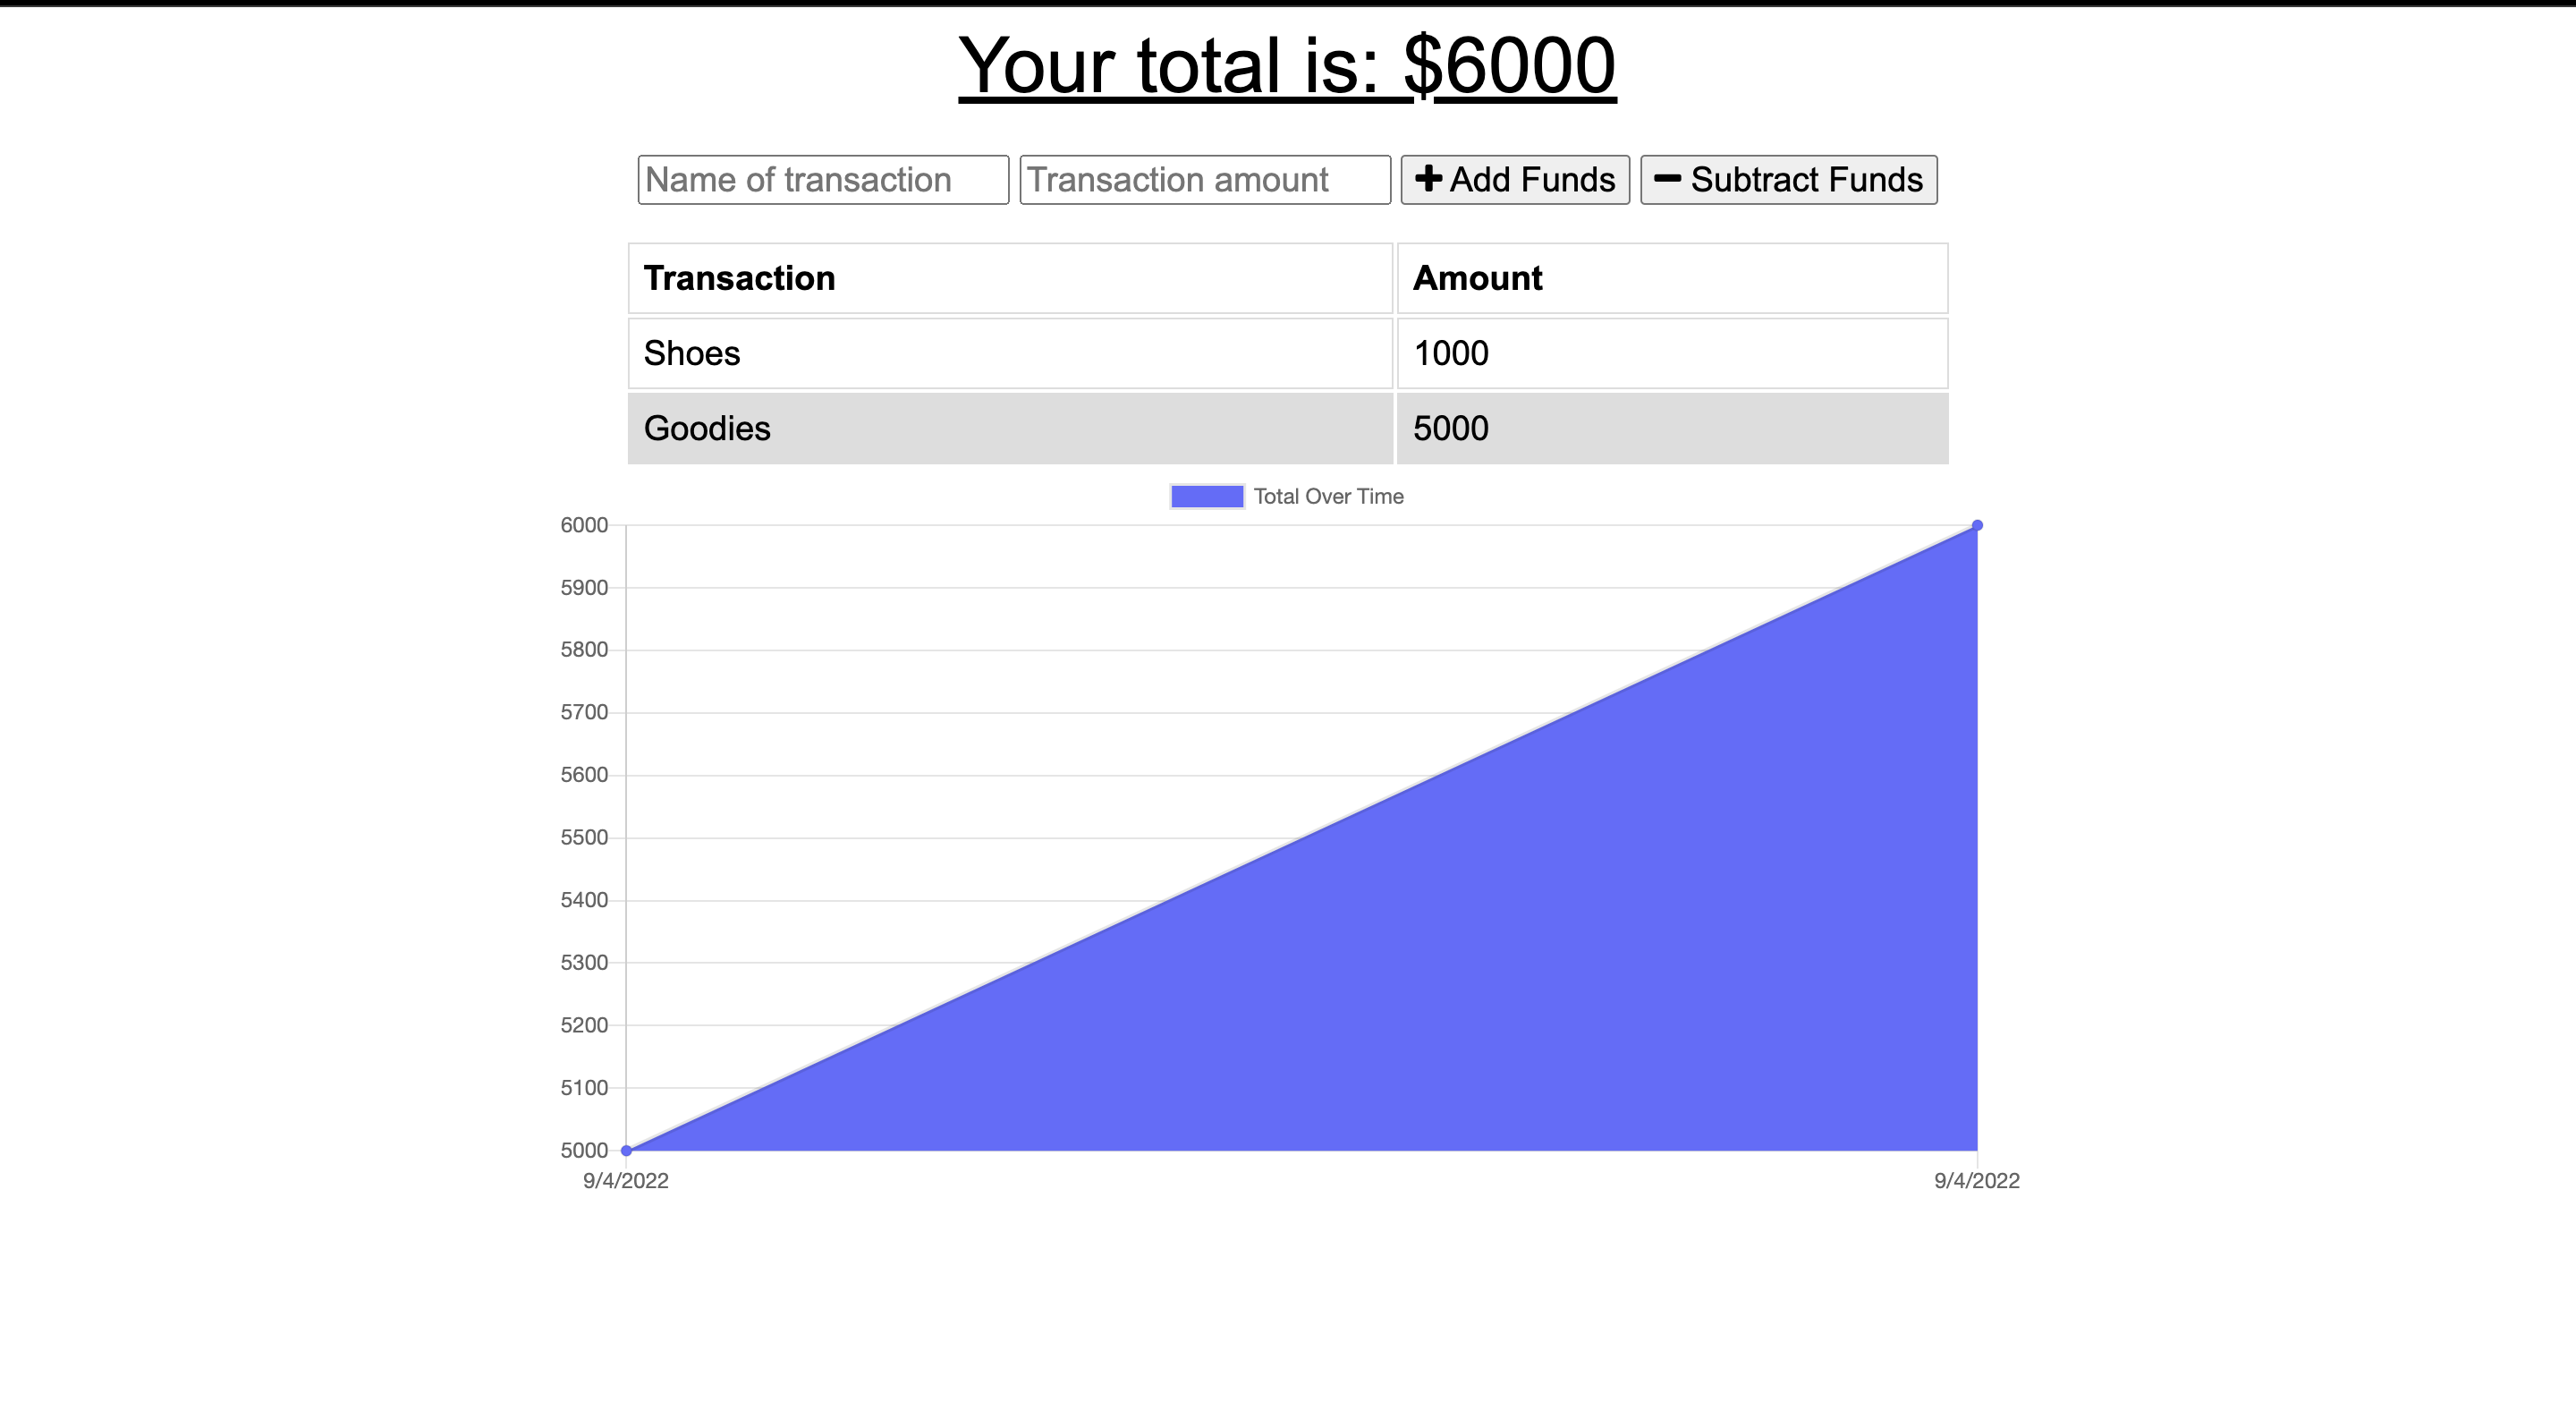 Your total is: $6000
Name of transaction Transaction amount Add Funds Subtract Funds
Transaction Amount
Shoes 1000
Goodies 5000
Total Over Time
6000
5900
5800
5700
5600
5500
5400
5300
5200
5100
5000
9/4/2022 9/4/2022